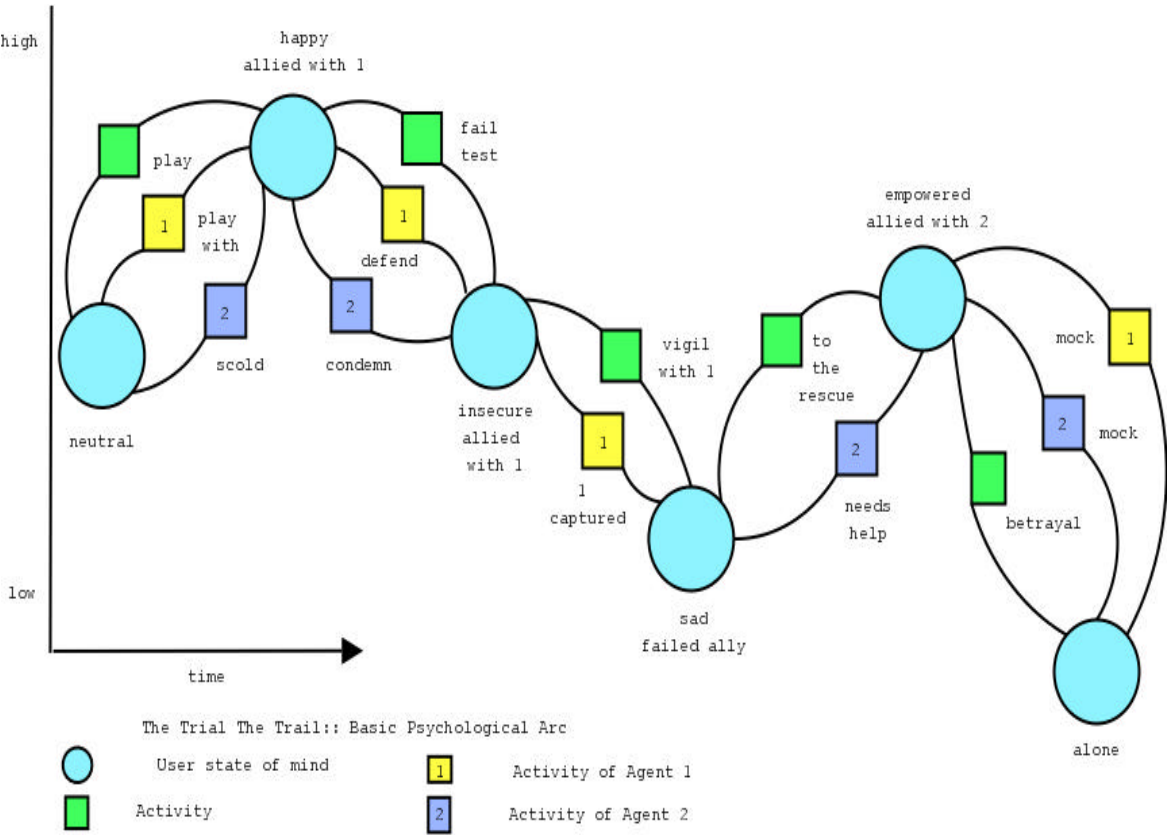 high
happy
allied with 1
play
fail
test
1
play
with
1
defend
2
scold
2
condemn
neutral
insecure
allied
with 1
vigil
with 1
1
1
captured
sad
failed ally
to
the
rescue
2
needs
help
empowered
allied with 2
mock
1
2
mock
betrayal
alone
low
time
The Trial The Trail:: Basic Psychological Arc
User state of mind
1
Activity of Agent 1
Activity
2
Activity of Agent 2